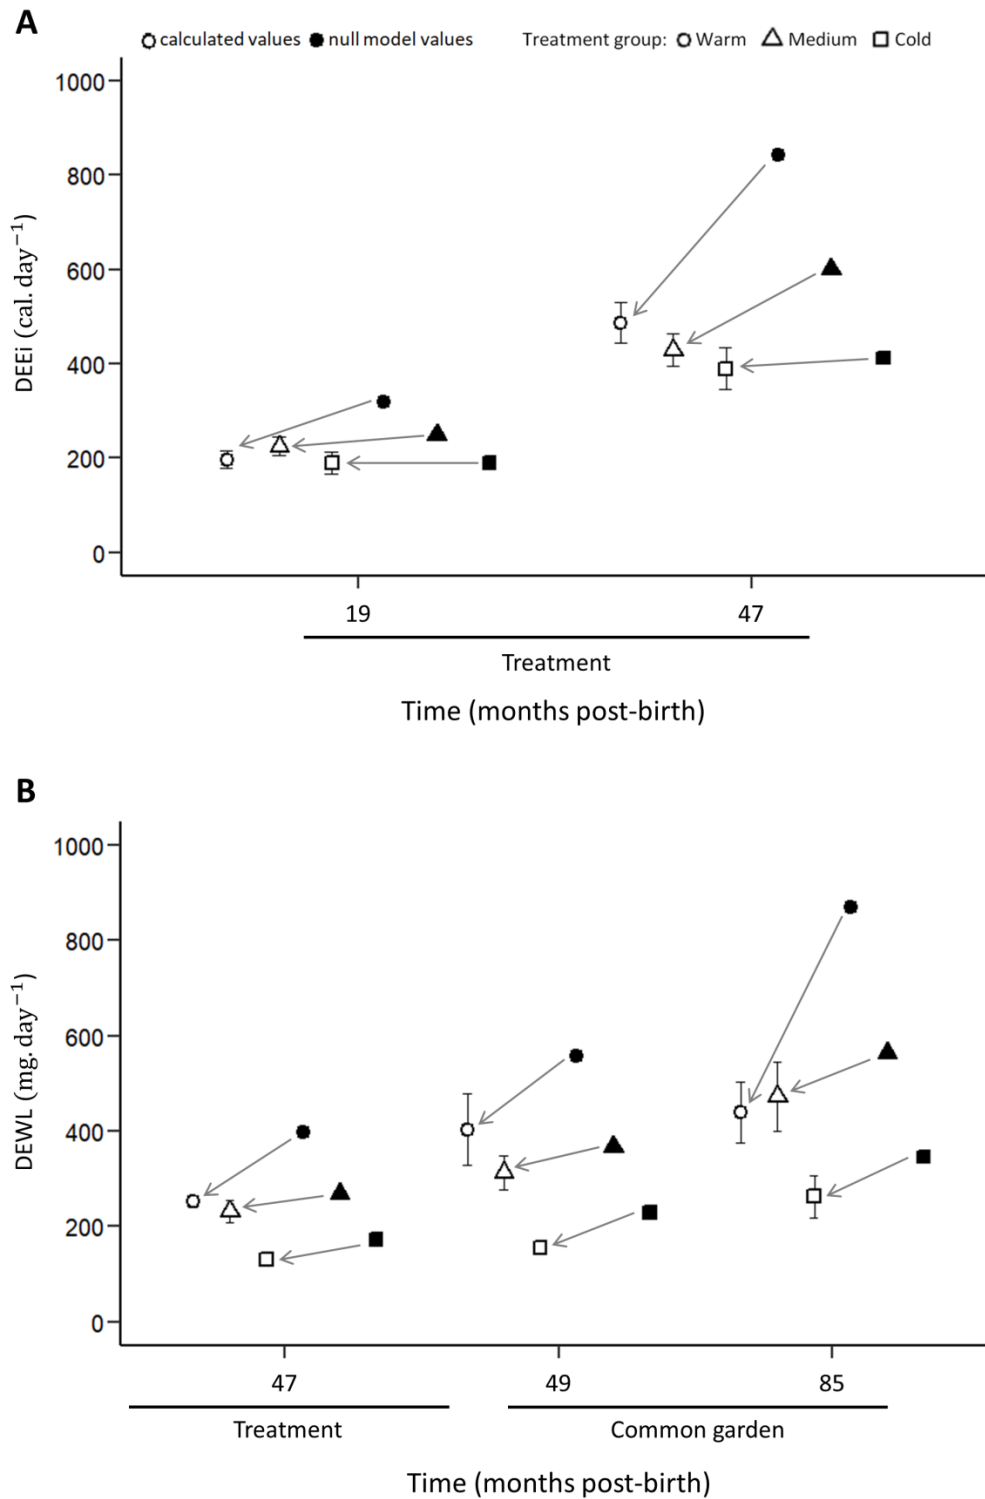 A
calculated values null model values Treatment group: Warm Medium Cold
1000
800
600
400
200
0
DEEi (cal. day⁻¹)
19 47
Treatment
Time (months post-birth)
B
1000
800
600
400
200
0
DEWL (mg. day⁻¹)
47 49 85
Treatment Common garden
Time (months post-birth)